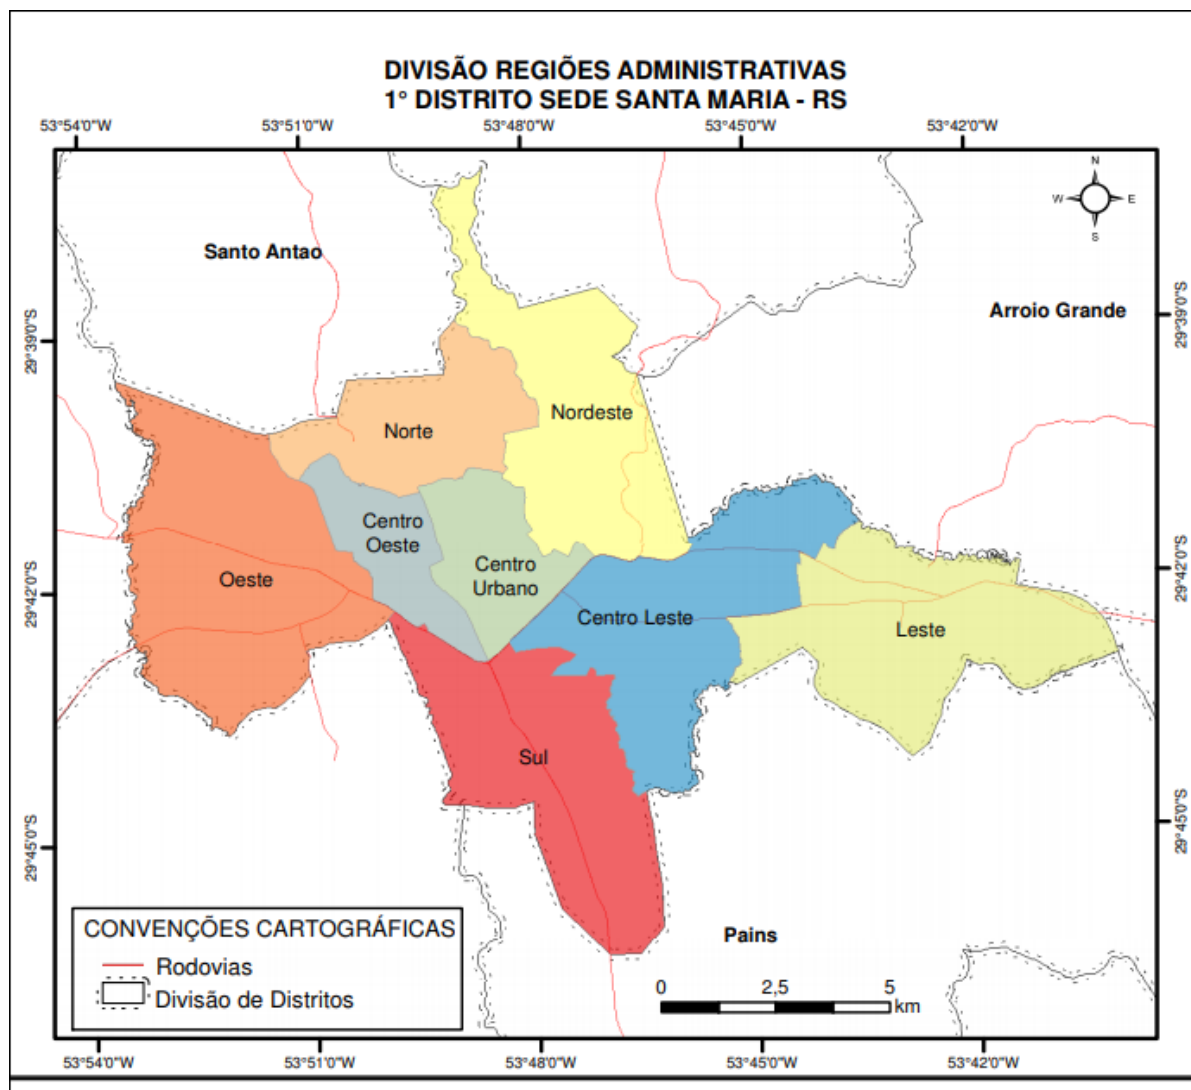 DIVISÃO REGIÕES ADMINISTRATIVAS
1° DISTRITO SEDE SANTA MARIA - RS
53°54'0"W 53°51'0"W 53°48'0"W 53°45'0"W 53°42'0"W
N
W E
S
Santo Antao
Arroio Grande
29°39'0"S
29°39'0"S
Nordeste
Norte
Centro
Oeste
Centro
Urbano
Oeste
29°42'0"S
29°42'0"S
Centro Leste
Leste
Sul
29°45'0"S
29°45'0"S
Pains
CONVENÇÕES CARTOGRÁFICAS
Rodovias
Divisão de Distritos
0 2,5 5
km
53°54'0"W 53°51'0"W 53°48'0"W 53°45'0"W 53°42'0"W